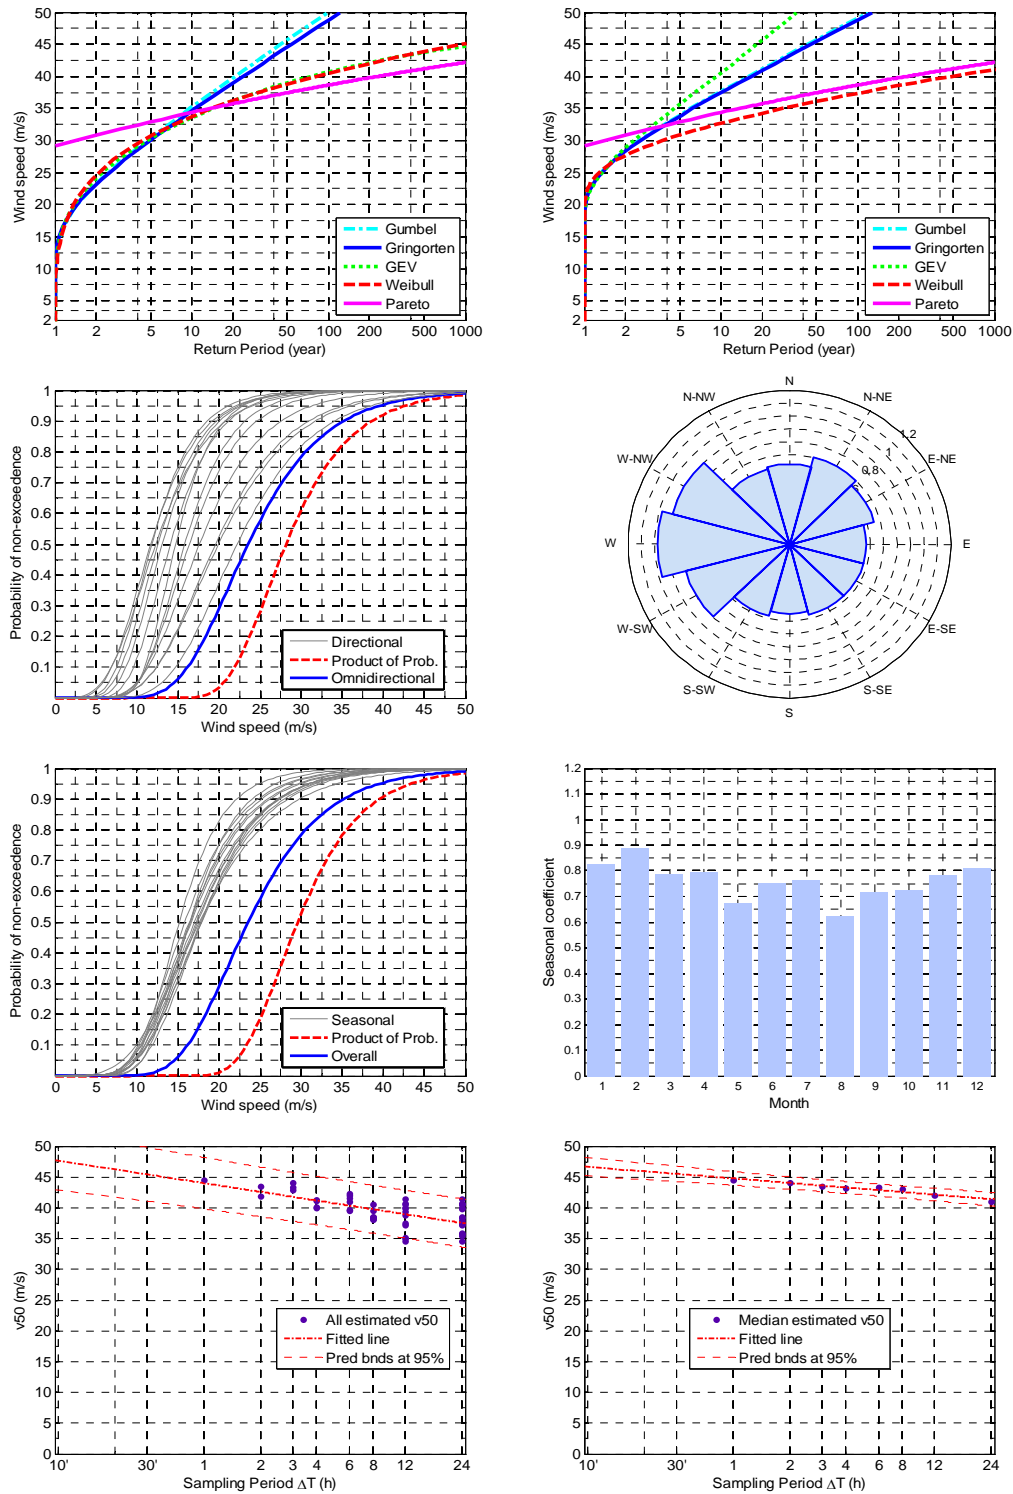 50
45
40
35
30
25
20
15
10
5
2
Wind speed (m/s)
Gumbel
Gringorten
GEV
Weibull
Pareto
1 2 5 10 20 50 100 200 500 1000
Return Period (year)
50
45
40
35
30
25
20
15
10
5
2
Wind speed (m/s)
Gumbel
Gringorten
GEV
Weibull
Pareto
1 2 5 10 20 50 100 200 500 1000
Return Period (year)
1
0.9
0.8
0.7
0.6
0.5
0.4
0.3
0.2
0.1
Probability of non-exceedence
Directional
Product of Prob.
Omnidirectional
0 5 10 15 20 25 30 35 40 45 50
Wind speed (m/s)
N
N-NW N-NE
1.2
1
W-NW 0.8 E-NE
W E
W-SW E-SE
S-SW S-SE
S
1
0.9
0.8
0.7
0.6
0.5
0.4
0.3
0.2
0.1
Probability of non-exceedence
Seasonal
Product of Prob.
Overall
0 5 10 15 20 25 30 35 40 45 50
Wind speed (m/s)
1.2
1.1
1
0.9
0.8
0.7
0.6
0.5
0.4
0.3
0.2
0.1
0
Seasonal coefficient
1 2 3 4 5 6 7 8 9 10 11 12
Month
50
45
40
35
30
25
20
15
10
5
0
v50 (m/s)
All estimated v50
Fitted line
Pred bnds at 95%
10' 30' 1 2 3 4 6 8 12 24
Sampling Period ΔT (h)
50
45
40
35
30
25
20
15
10
5
0
v50 (m/s)
Median estimated v50
Fitted line
Pred bnds at 95%
10' 30' 1 2 3 4 6 8 12 24
Sampling Period ΔT (h)